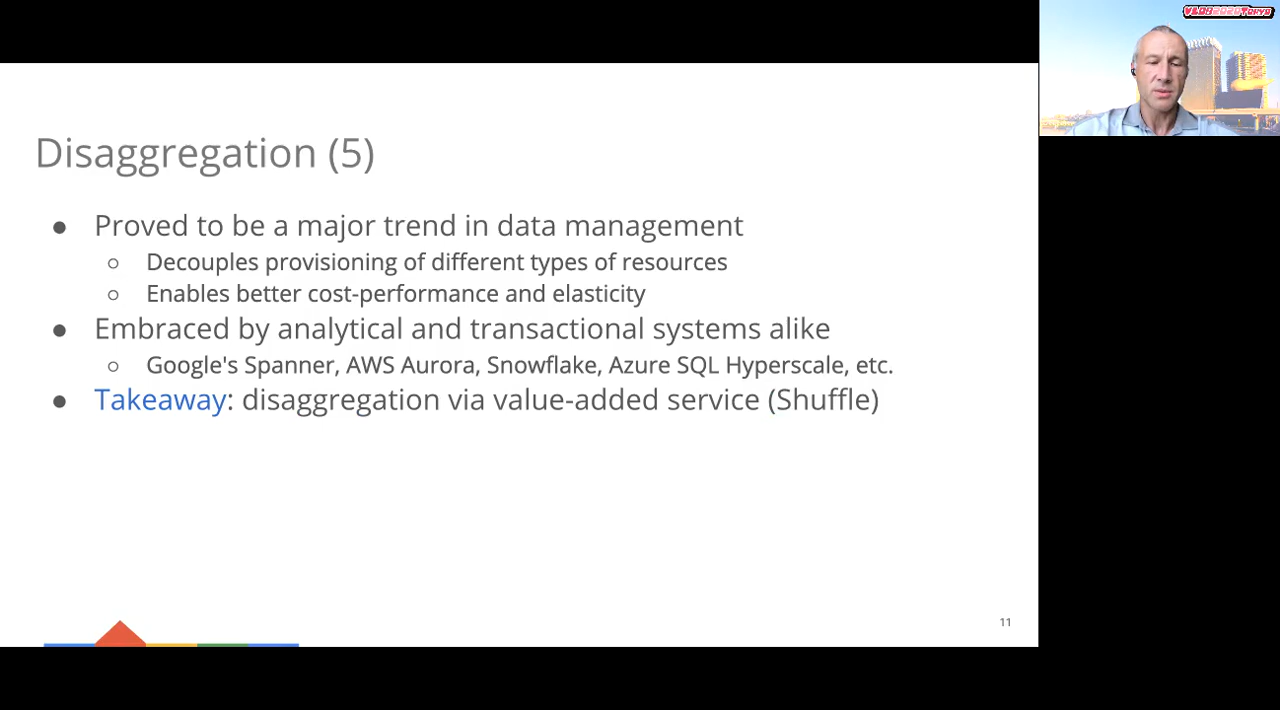 VLDB2020Tokyo
Disaggregation (5)
● Proved to be a major trend in data management
○ Decouples provisioning of different types of resources
○ Enables better cost-performance and elasticity
● Embraced by analytical and transactional systems alike
○ Google's Spanner, AWS Aurora, Snowflake, Azure SQL Hyperscale, etc.
● Takeaway: disaggregation via value-added service (Shuffle)
11